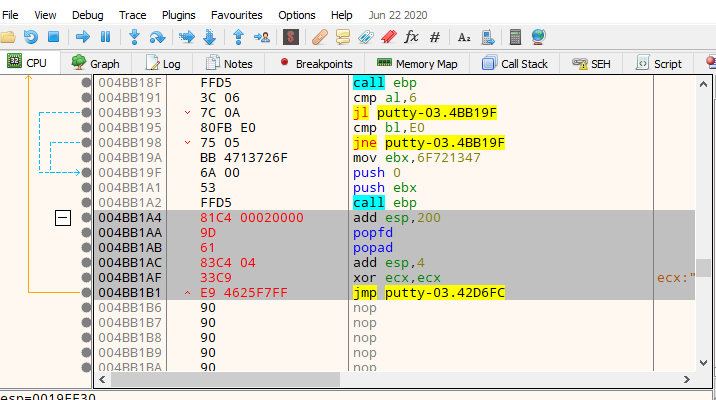 File View Debug Trace Plugins Favourites Options Help Jun 22 2020
$ fx # Az
CPU Graph Log Notes Breakpoints Memory Map Call Stack SEH Script
004BB18F FFD5 call ebp
004BB191 3C 06 cmp al,6
004BB193 7C 0A jl putty-03.4BB19F
004BB195 80FB E0 cmp bl,E0
004BB198 75 05 jne putty-03.4BB19F
004BB19A BB 4713726F mov ebx,6F721347
004BB19F 6A 00 push 0
004BB1A1 53 push ebx
004BB1A2 FFD5 call ebp
004BB1A4 81C4 00020000 add esp,200
004BB1AA 9D popfd
004BB1AB 61 popad
004BB1AC 83C4 04 add esp,4
004BB1AF 33C9 xor ecx,ecx ecx:"
004BB1B1 E9 4625F7FF jmp putty-03.42D6FC
004BB1B6 90 nop
004BB1B7 90 nop
004BB1B8 90 nop
004BB1B9 90 nop
004BB1BA 90 nop
esp=0019FF30